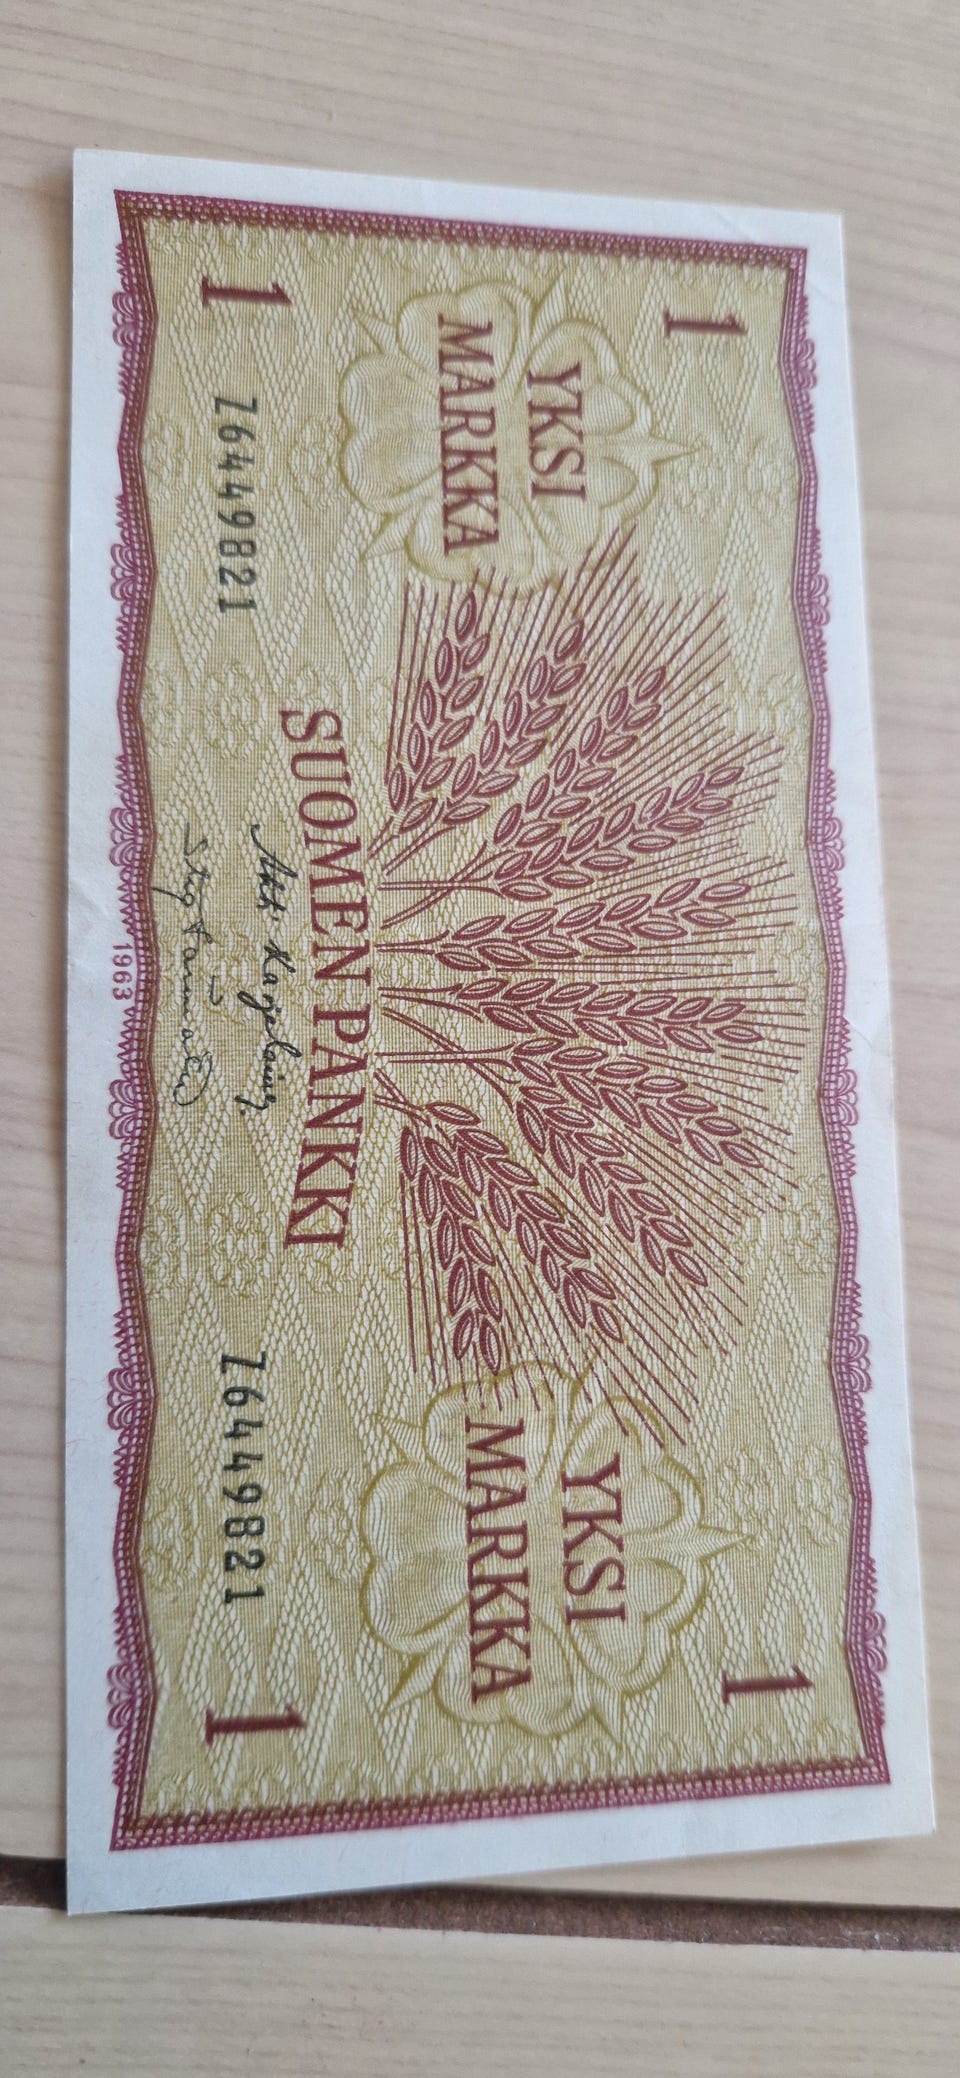 1 1
YKSI YKSI
MARKKA MARKKA
SUOMEN PANKKI
Z6449821 Z6449821
1 1
1963